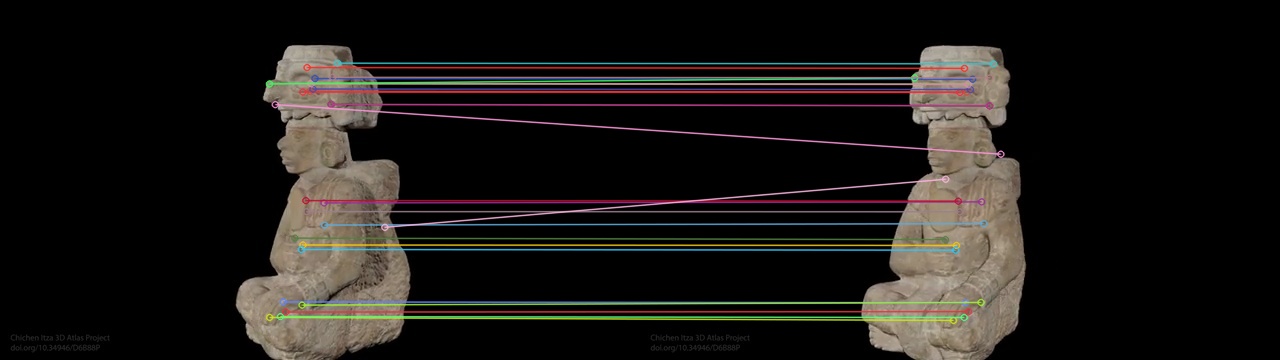 Chichen Itza 3D Atlas Project
doi.org/10.34946/D6B88P
Chichen Itza 3D Atlas Project
doi.org/10.34946/D6B88P